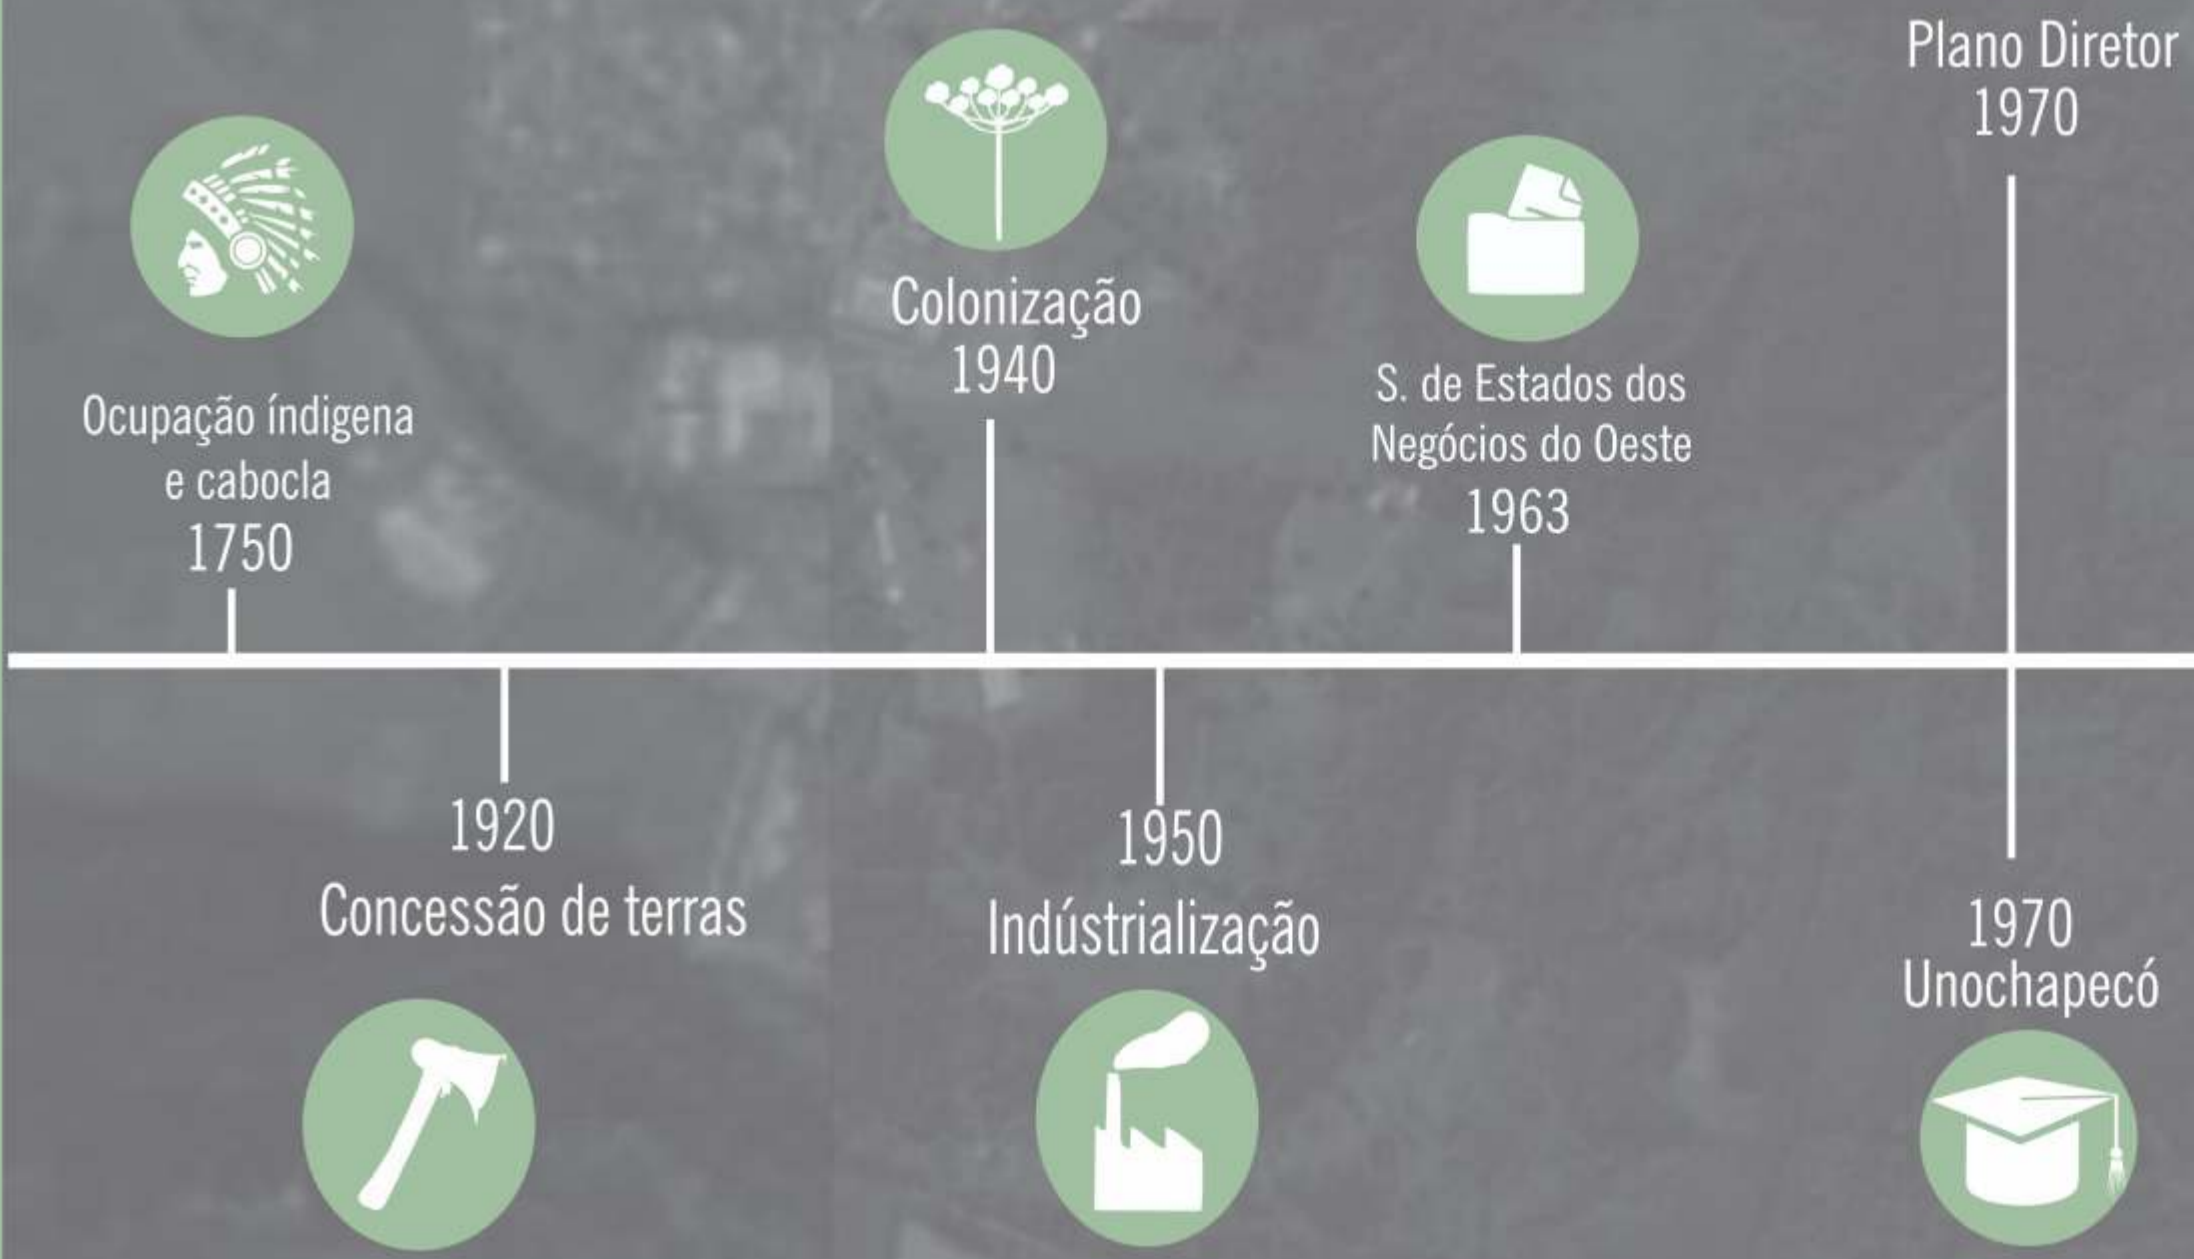 Ocupação índigena
e cabocla
1750
1920
Concessão de terras
Colonização
1940
1950
Indústrialização
S. de Estados dos
Negócios do Oeste
1963
Plano Diretor
1970
1970
Unochapecó